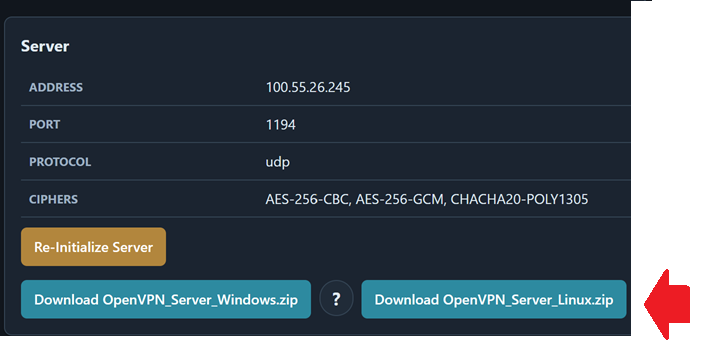 Server
ADDRESS 100.55.26.245
PORT 1194
PROTOCOL udp
CIPHERS AES-256-CBC, AES-256-GCM, CHACHA20-POLY1305
Re-Initialize Server
Download OpenVPN_Server_Windows.zip ? Download OpenVPN_Server_Linux.zip